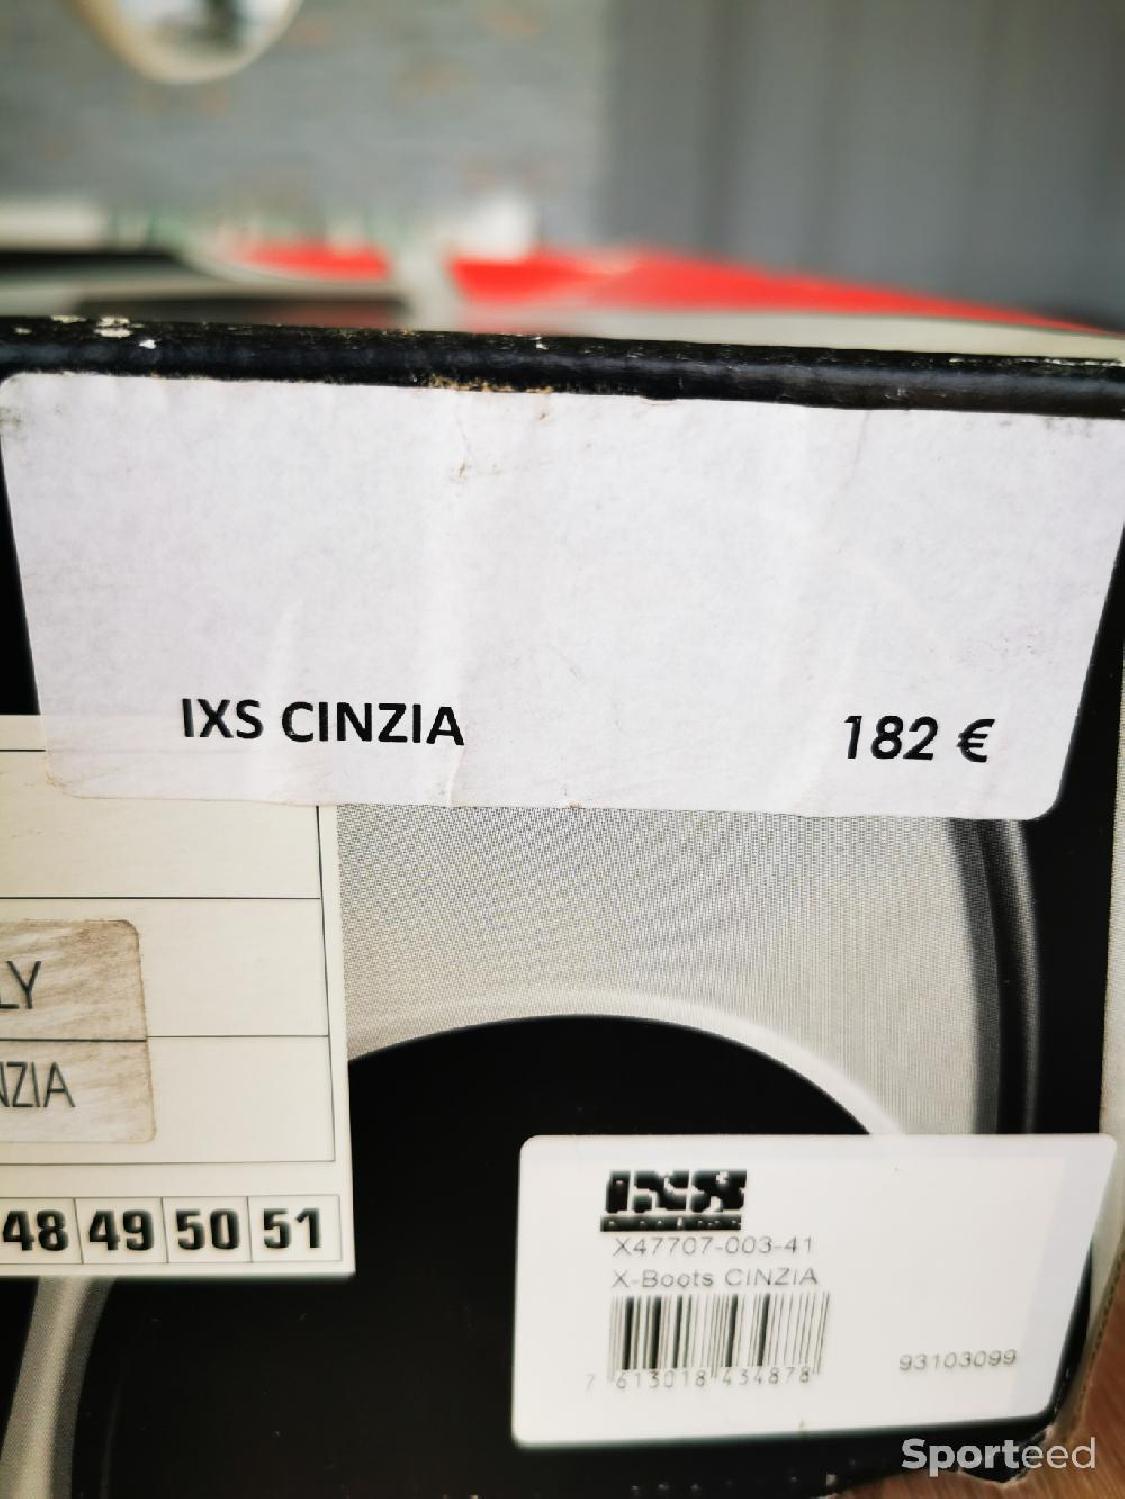 IXS CINZIA 182 €
LY
NZIA
48 49 50 51
iXS
X47707-003-41
X-Boots CINZIA
7 613018 434878
93103099
Sporteed